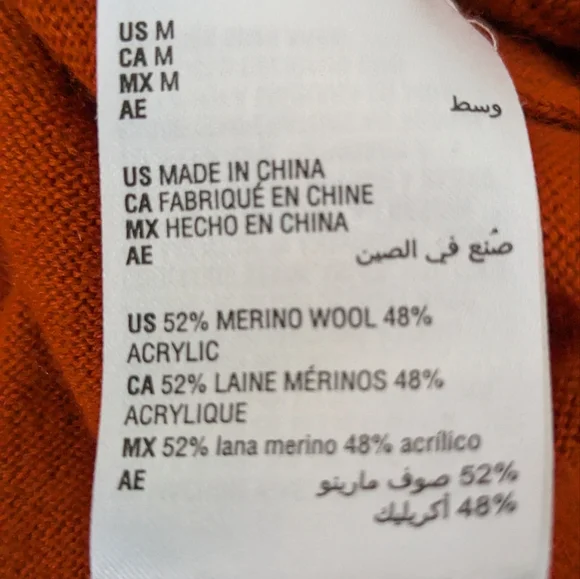 US M
CA M
MX M
AE وسط
US MADE IN CHINA
CA FABRIQUÉ EN CHINE
MX HECHO EN CHINA
AE صُنع في الصين
US 52% MERINO WOOL 48%
ACRYLIC
CA 52% LAINE MÉRINOS 48%
ACRYLIQUE
MX 52% lana merino 48% acrílico
AE 52% صوف مارينو
48% أكريليك